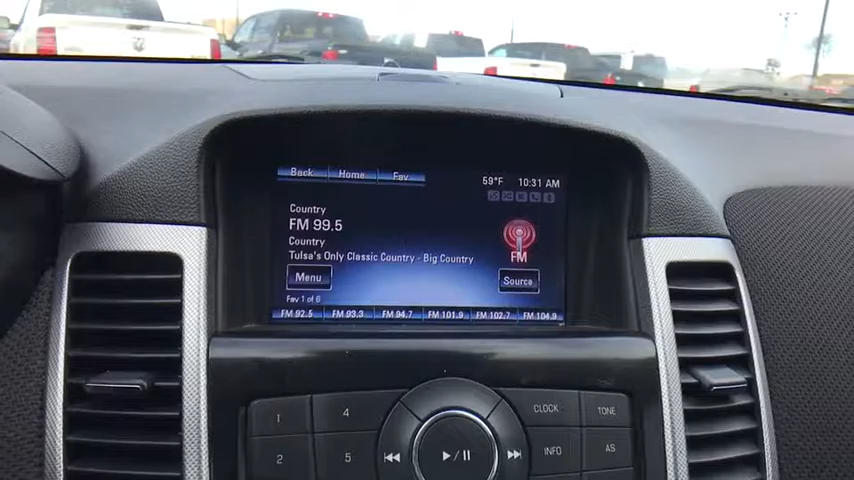 Back Home Fav
59°F 10:31 AM
Country
FM 99.5
Country
Tulsa's Only Classic Country - Big Country
FM
Menu
Source
Fav 1 of 6
FM 92.5 FM 93.3 FM 94.7 FM 101.9 FM 102.7 FM 104.9
1 4 CLOCK TONE
2 5 INFO AS